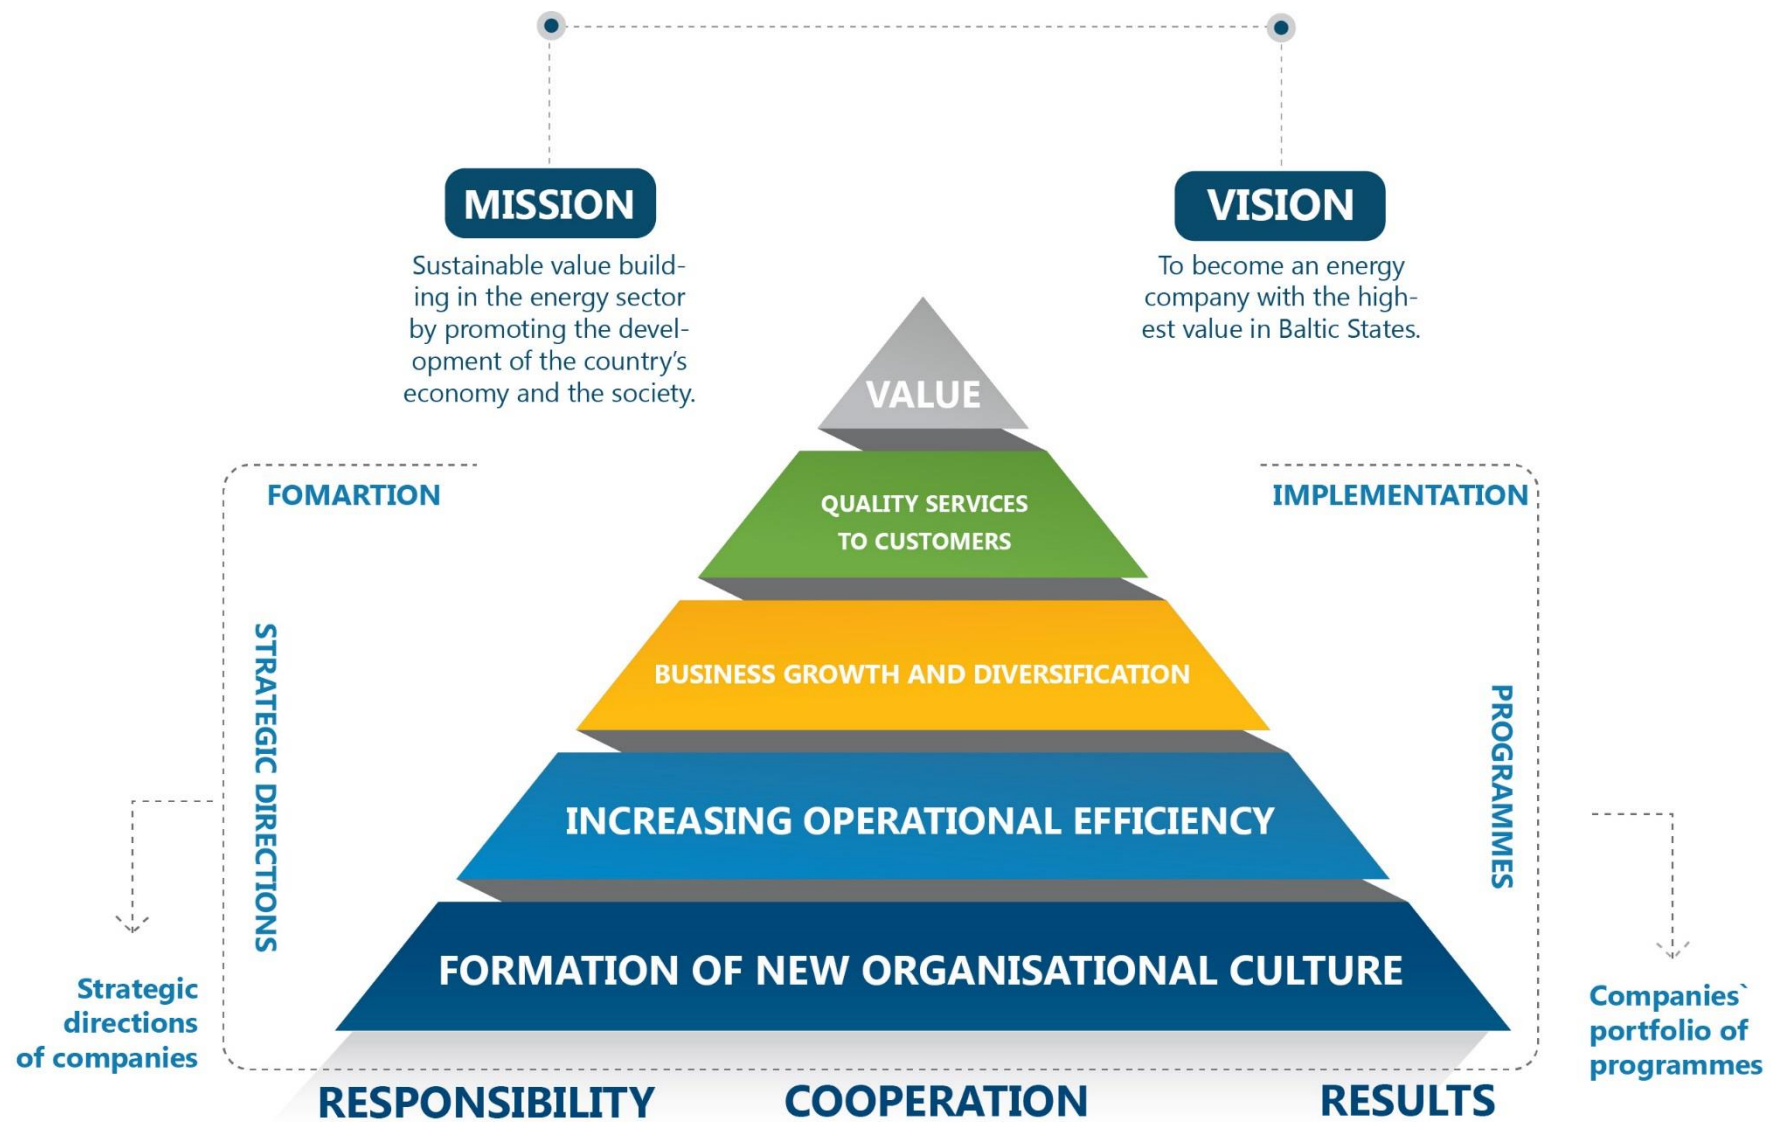 MISSION
Sustainable value build-
ing in the energy sector
by promoting the devel-
opment of the country's
economy and the society.
VISION
To become an energy
company with the high-
est value in Baltic States.
VALUE
FOMARTION
IMPLEMENTATION
QUALITY SERVICES
TO CUSTOMERS
STRATEGIC DIRECTIONS
BUSINESS GROWTH AND DIVERSIFICATION
PROGRAMMES
INCREASING OPERATIONAL EFFICIENCY
FORMATION OF NEW ORGANISATIONAL CULTURE
Strategic
directions
of companies
Companies`
portfolio of
programmes
RESPONSIBILITY
COOPERATION
RESULTS